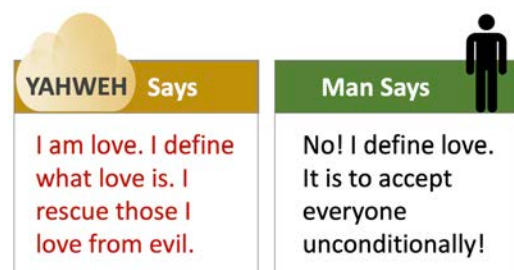 YAHWEH Says
I am love. I define
what love is. I
rescue those I
love from evil.
Man Says
No! I define love.
It is to accept
everyone
unconditionally!